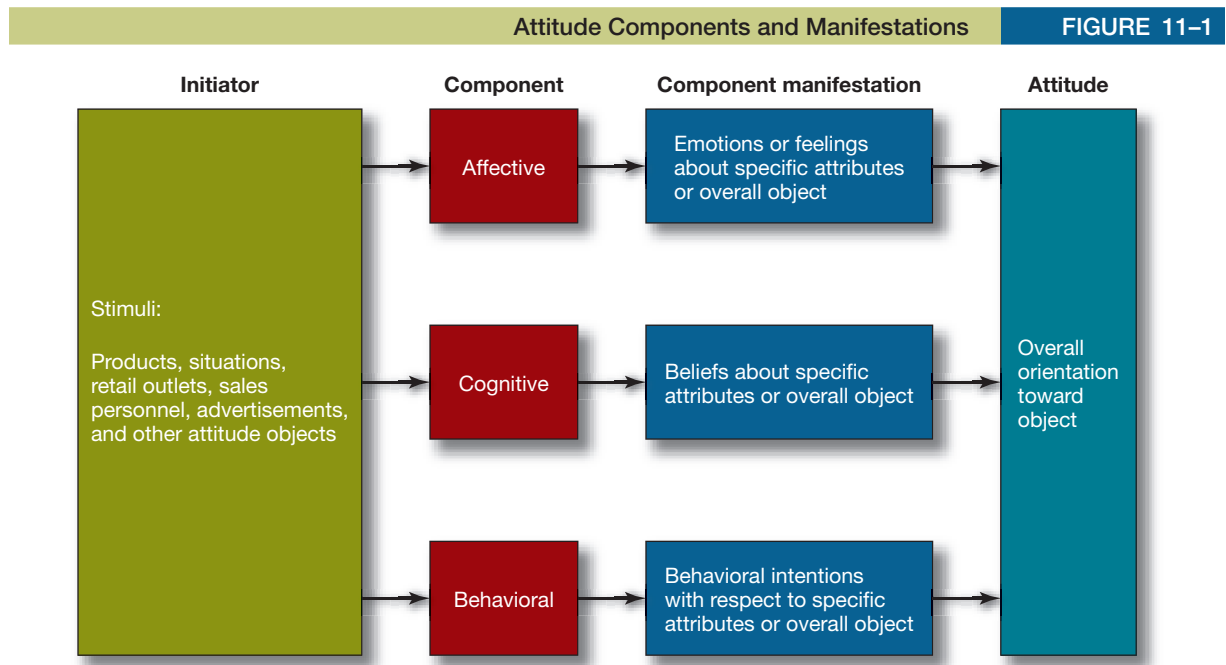 Attitude Components and Manifestations
FIGURE 11–1
Initiator
Component
Component manifestation
Attitude
Stimuli:
Products, situations,
retail outlets, sales
personnel, advertisements,
and other attitude objects
Affective
Emotions or feelings
about specific attributes
or overall object
Cognitive
Beliefs about specific
attributes or overall object
Behavioral
Behavioral intentions
with respect to specific
attributes or overall object
Overall
orientation
toward
object